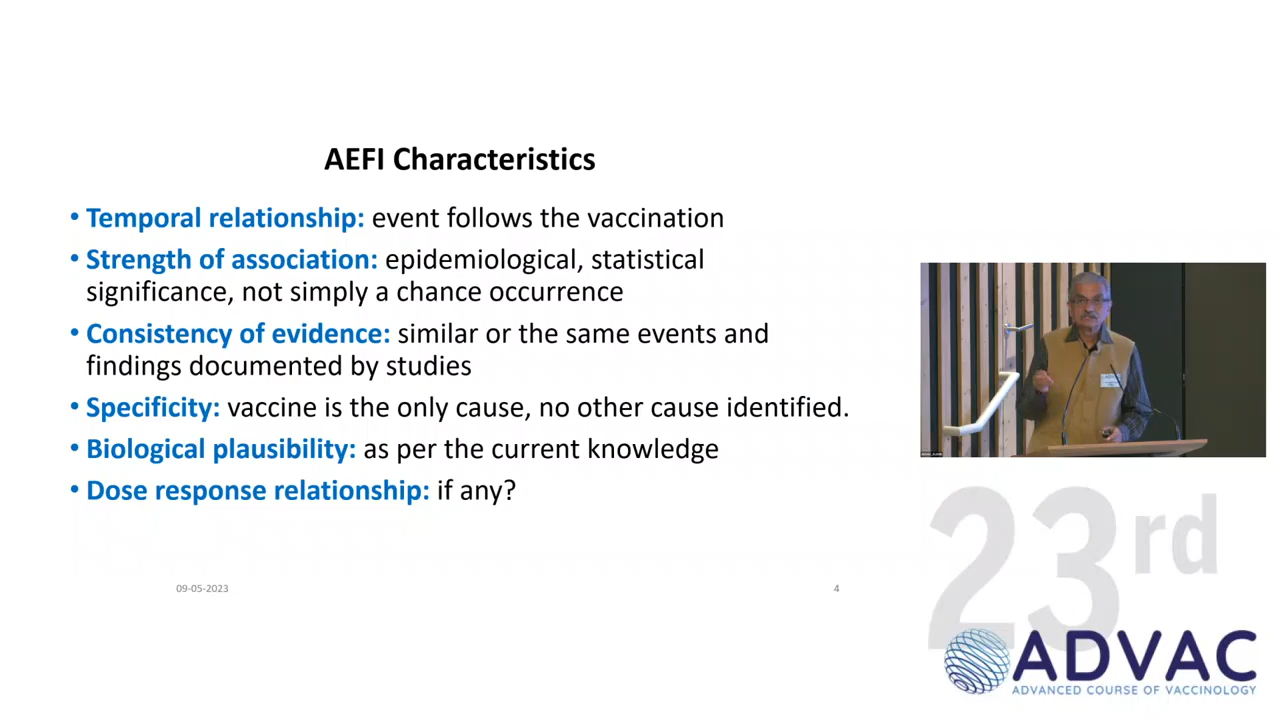 AEFI Characteristics
• Temporal relationship: event follows the vaccination
• Strength of association: epidemiological, statistical
significance, not simply a chance occurrence
• Consistency of evidence: similar or the same events and
findings documented by studies
• Specificity: vaccine is the only cause, no other cause identified.
• Biological plausibility: as per the current knowledge
• Dose response relationship: if any?
09-05-2023
4
23rd
ADVAC
ADVANCED COURSE OF VACCINOLOGY